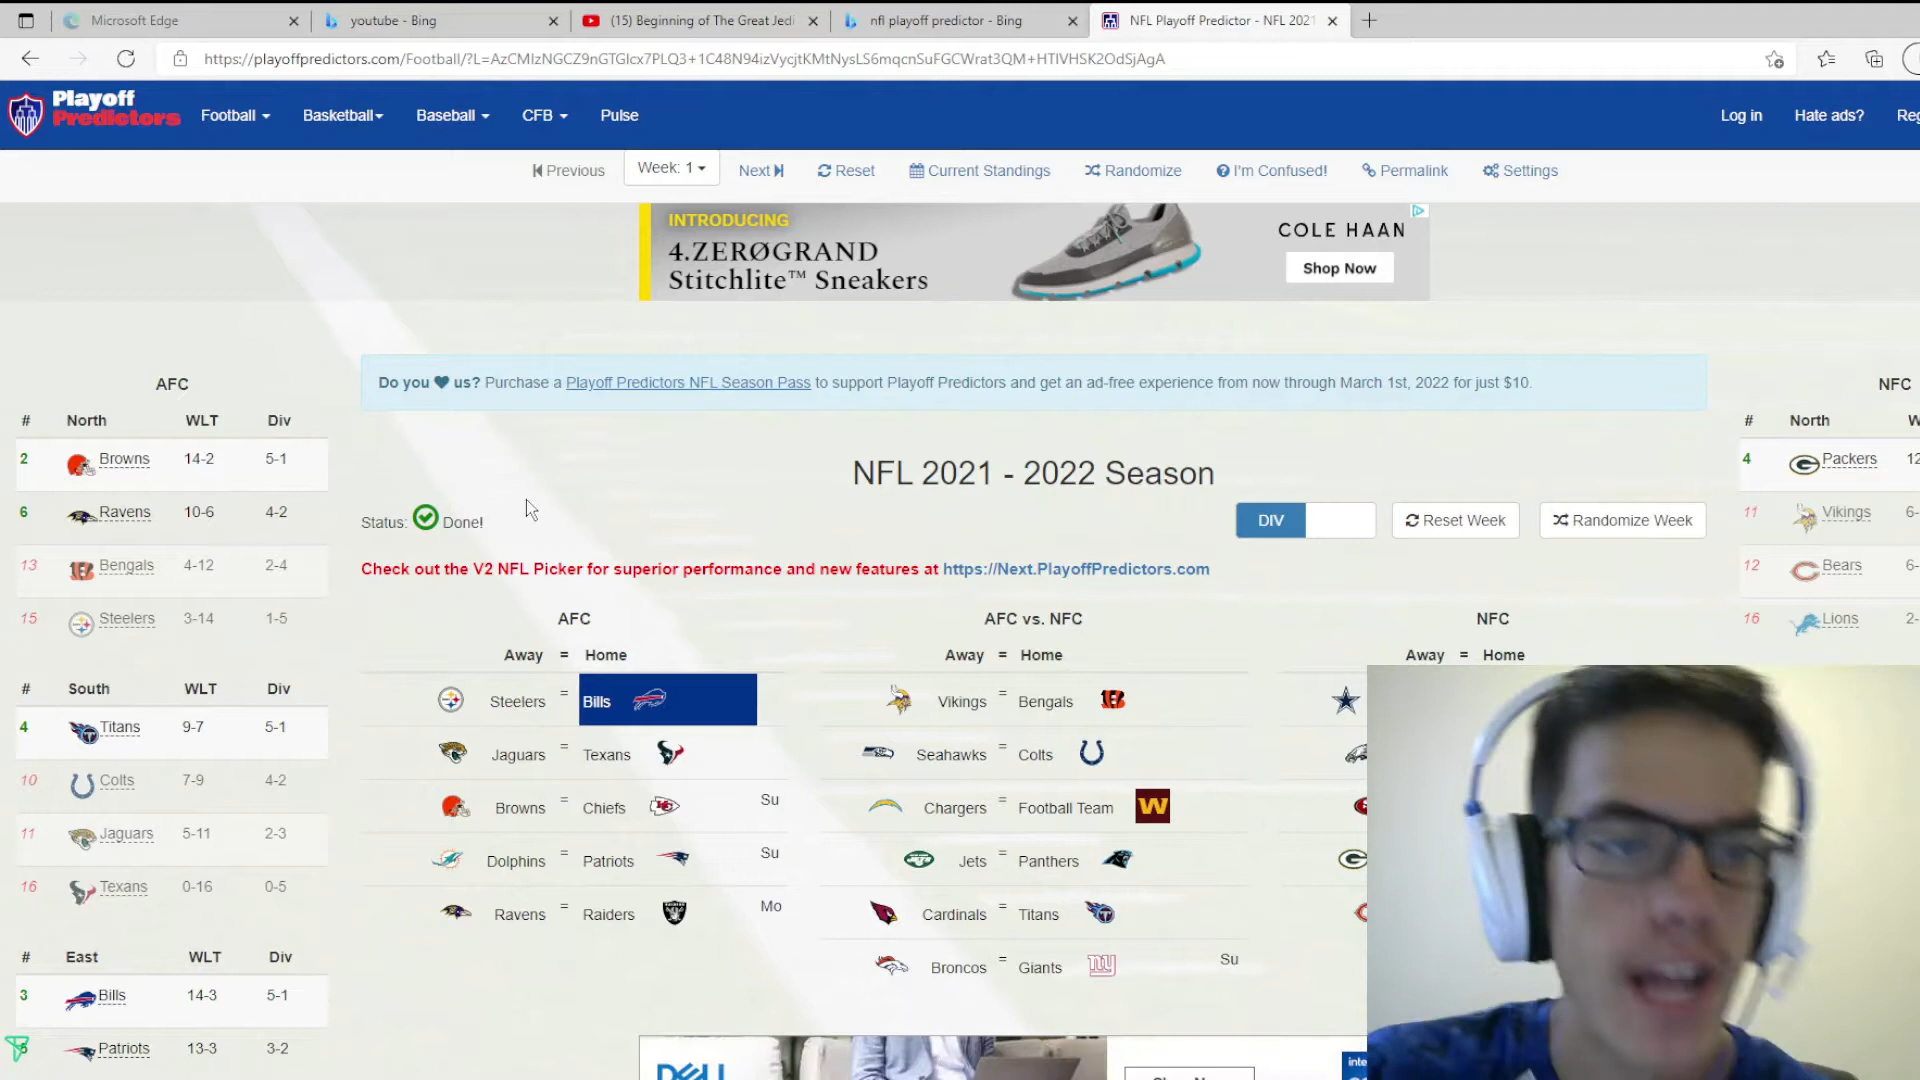 Microsoft Edge
youtube - Bing
(15) Beginning of The Great Jedi
nfl playoff predictor - Bing
NFL Playoff Predictor - NFL 2021
https://playoffpredictors.com/Football/?L=AzCMIzNGCZ9nGTGlcx7PLQ3+1C48N94izVycjtKMtNysLS6mqcnSuFGCWrat3QM+HTIVHSK2OdSjAgA
Playoff Predictors
Football
Basketball
Baseball
CFB
Pulse
Log in
Hate ads?
Reg
Previous
Week: 1
Next
Reset
Current Standings
Randomize
I'm Confused!
Permalink
Settings
INTRODUCING
4.ZERØGRAND
Stitchlite™ Sneakers
COLE HAAN
Shop Now
Do you ♥ us? Purchase a Playoff Predictors NFL Season Pass to support Playoff Predictors and get an ad-free experience from now through March 1st, 2022 for just $10.
AFC
# North WLT Div
2 Browns 14-2 5-1
6 Ravens 10-6 4-2
13 Bengals 4-12 2-4
15 Steelers 3-14 1-5
# South WLT Div
4 Titans 9-7 5-1
10 Colts 7-9 4-2
11 Jaguars 5-11 2-3
16 Texans 0-16 0-5
# East WLT Div
3 Bills 14-3 5-1
Patriots 13-3 3-2
NFL 2021 - 2022 Season
Status: Done!
DIV
Reset Week
Randomize Week
Check out the V2 NFL Picker for superior performance and new features at https://Next.PlayoffPredictors.com
AFC
Away = Home
Steelers = Bills
Jaguars = Texans
Browns = Chiefs Su
Dolphins = Patriots Su
Ravens = Raiders Mo
AFC vs. NFC
Away = Home
Vikings = Bengals
Seahawks = Colts
Chargers = Football Team W
Jets = Panthers
Cardinals = Titans
Broncos = Giants ny Su
NFC
Away = Home
NFC
# North W
4 Packers 12
11 Vikings 6-
12 Bears 6-
16 Lions 2-
DELL
inte